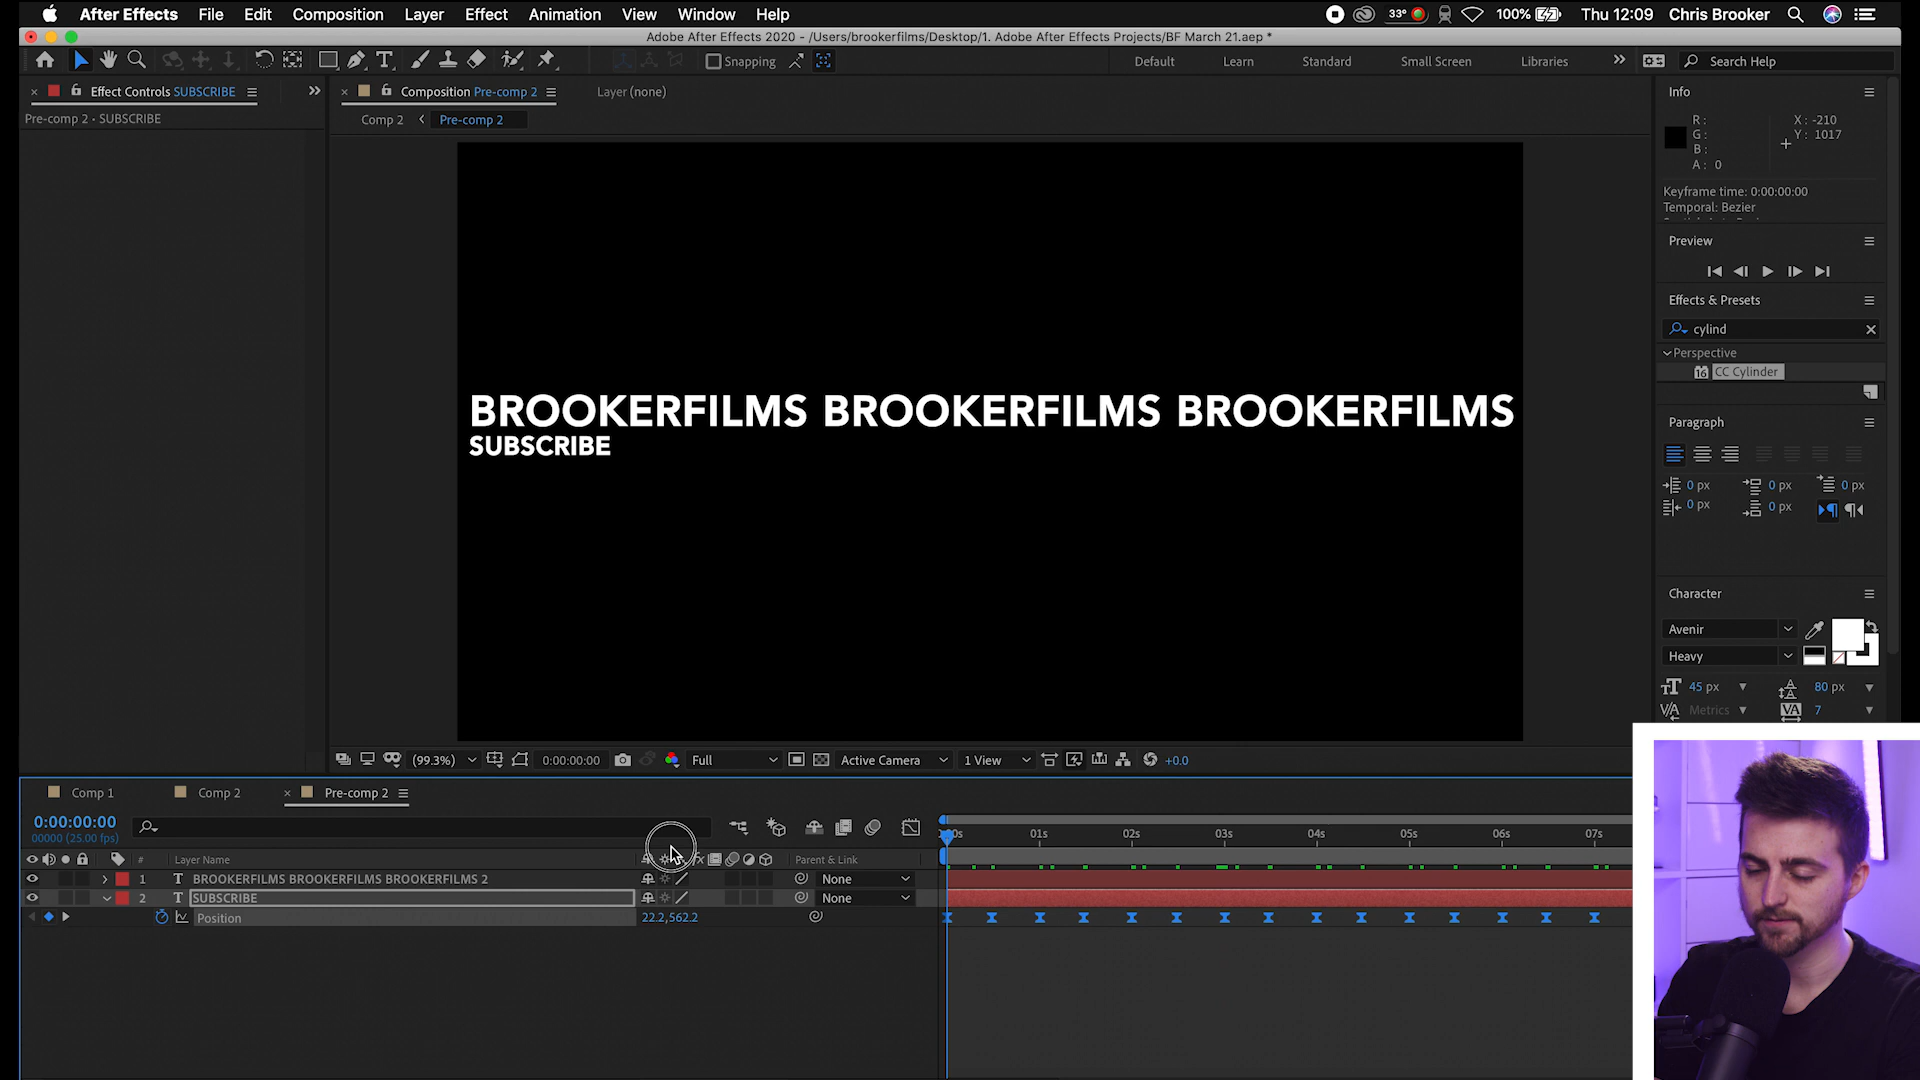 After Effects File Edit Composition Layer Effect Animation View Window Help 33° 100% Thu 12:09 Chris Brooker
Adobe After Effects 2020 - /Users/brookerfilms/Desktop/1. Adobe After Effects Projects/BF March 21.aep *
Snapping Default Learn Standard Small Screen Libraries Search Help
Effect Controls SUBSCRIBE
Pre-comp 2 • SUBSCRIBE
Composition Pre-comp 2 Layer (none)
Comp 2 Pre-comp 2
BROOKERFILMS BROOKERFILMS BROOKERFILMS
SUBSCRIBE
Info
R: X: -210
G: Y: 1017
B:
A: 0
Keyframe time: 0:00:00:00
Temporal: Bezier
Preview
Effects & Presets
cylind
Perspective
16 CC Cylinder
Paragraph
0 px 0 px 0 px
0 px 0 px
Character
Avenir
Heavy
45 px 80 px
Metrics 7
(99.3%) 0:00:00:00 Full Active Camera 1 View +0.0
Comp 1 Comp 2 Pre-comp 2
0:00:00:00
00000 (25.00 fps)
:00s 01s 02s 03s 04s 05s 06s 07s
# Layer Name Parent & Link
1 T BROOKERFILMS BROOKERFILMS BROOKERFILMS 2 None
2 T SUBSCRIBE None
Position 22.2,562.2